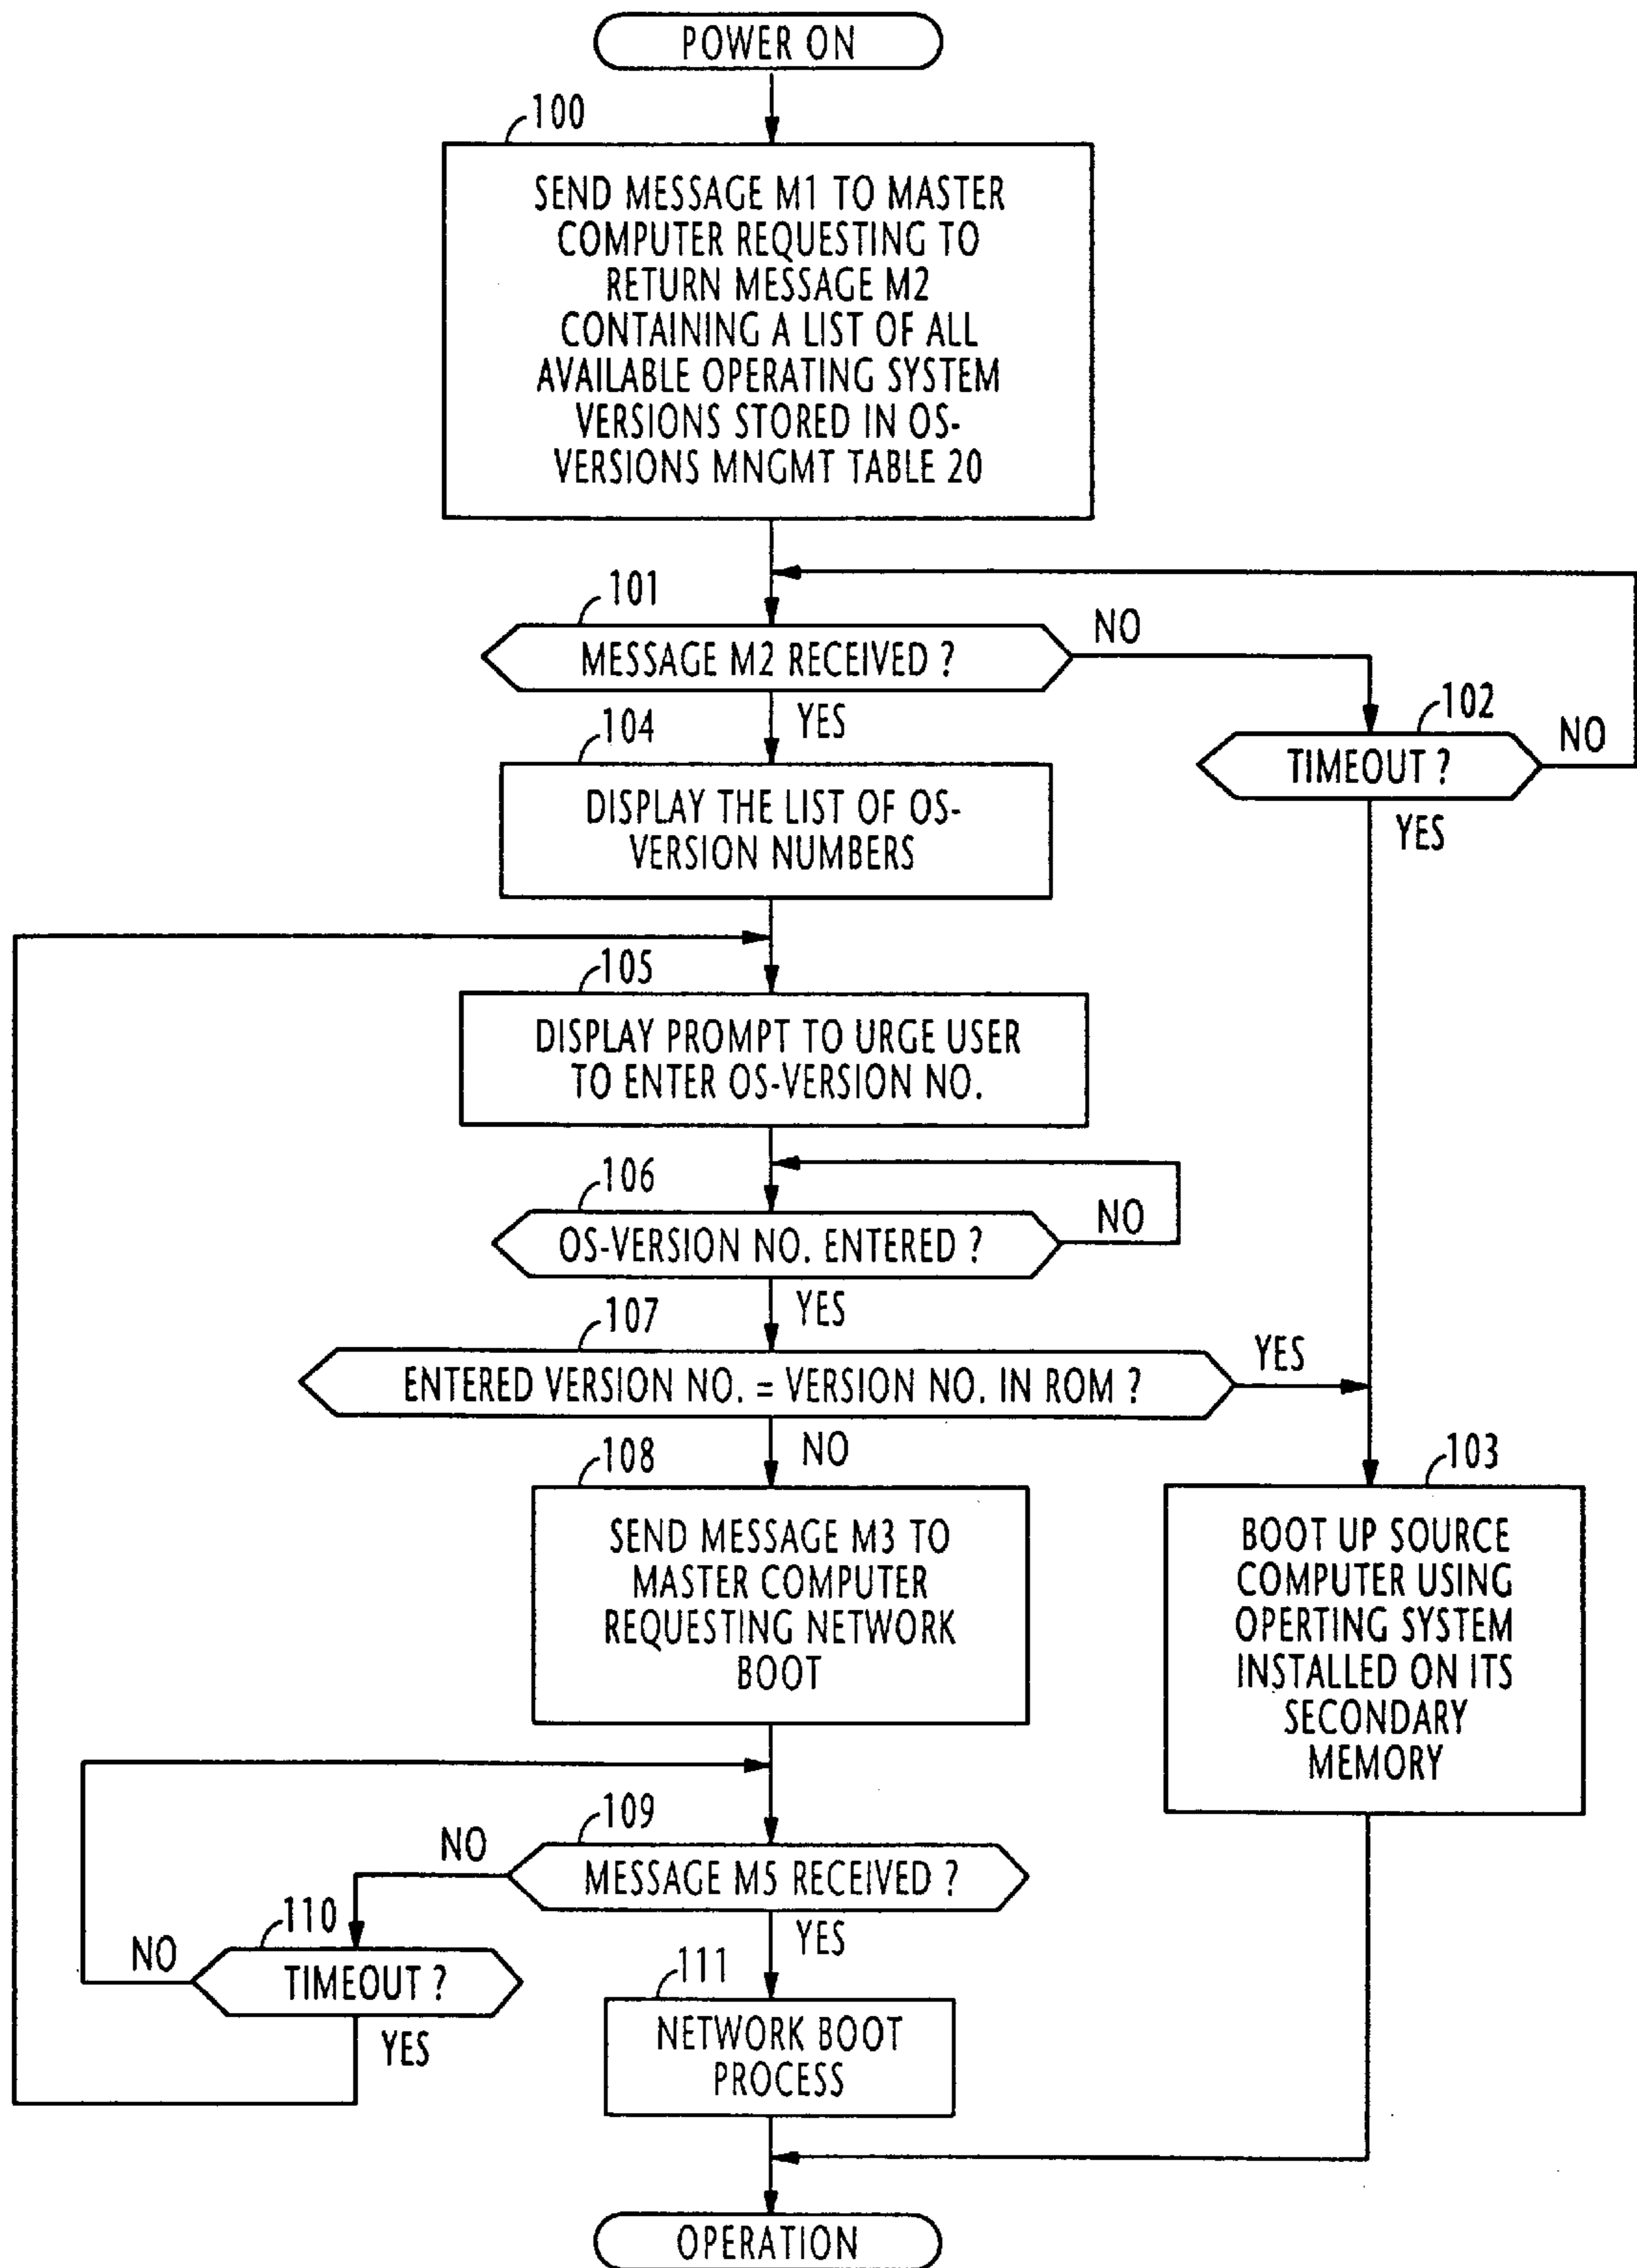 POWER ON
100
SEND MESSAGE M1 TO MASTER
COMPUTER REQUESTING TO
RETURN MESSAGE M2
CONTAINING A LIST OF ALL
AVAILABLE OPERATING SYSTEM
VERSIONS STORED IN OS-
VERSIONS MNGMT TABLE 20
101
MESSAGE M2 RECEIVED ?
NO
YES
102
TIMEOUT ?
NO
YES
104
DISPLAY THE LIST OF OS-
VERSION NUMBERS
105
DISPLAY PROMPT TO URGE USER
TO ENTER OS-VERSION NO.
106
OS-VERSION NO. ENTERED ?
NO
YES
107
ENTERED VERSION NO. = VERSION NO. IN ROM ?
YES
NO
108
SEND MESSAGE M3 TO
MASTER COMPUTER
REQUESTING NETWORK
BOOT
103
BOOT UP SOURCE
COMPUTER USING
OPERTING SYSTEM
INSTALLED ON ITS
SECONDARY
MEMORY
109
MESSAGE M5 RECEIVED ?
NO
YES
110
TIMEOUT ?
NO
YES
111
NETWORK BOOT
PROCESS
OPERATION